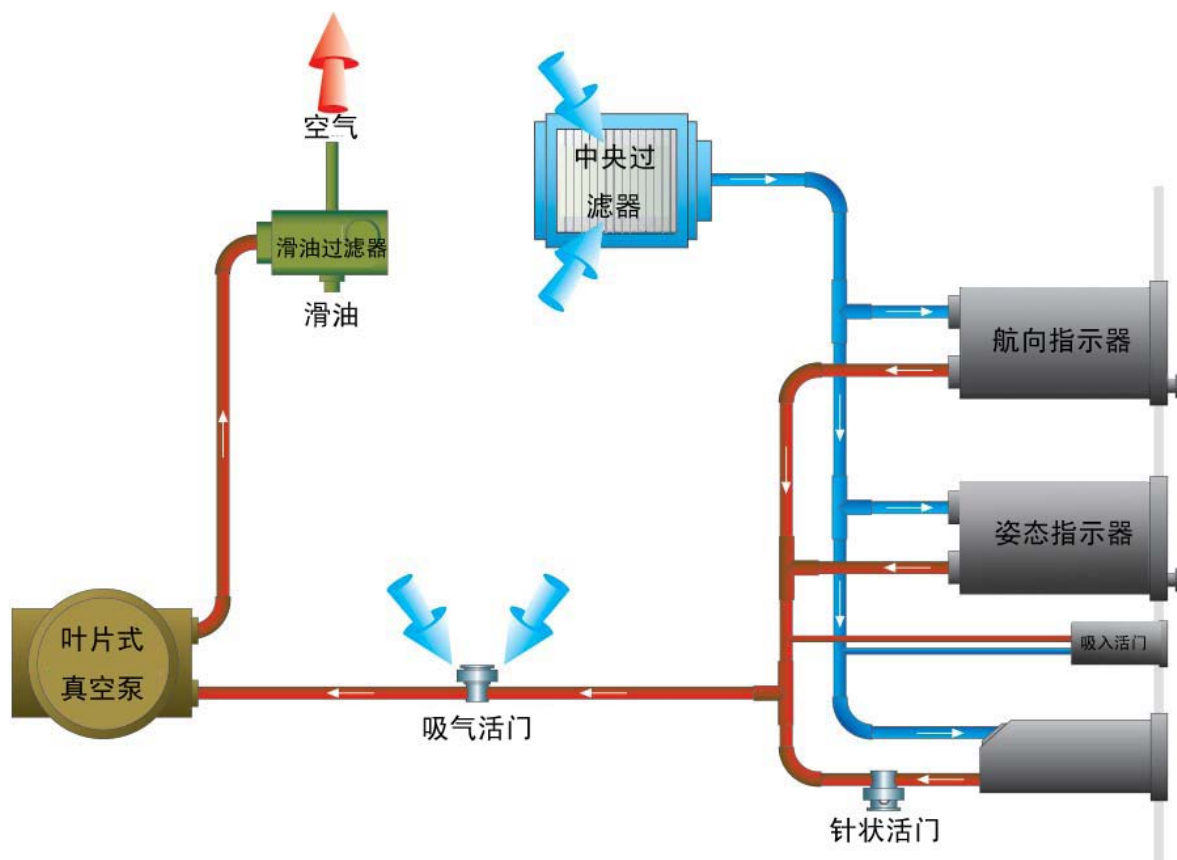 空气
中央过
滤器
滑油过滤器
滑油
航向指示器
姿态指示器
叶片式
真空泵
吸入活门
吸气活门
针状活门